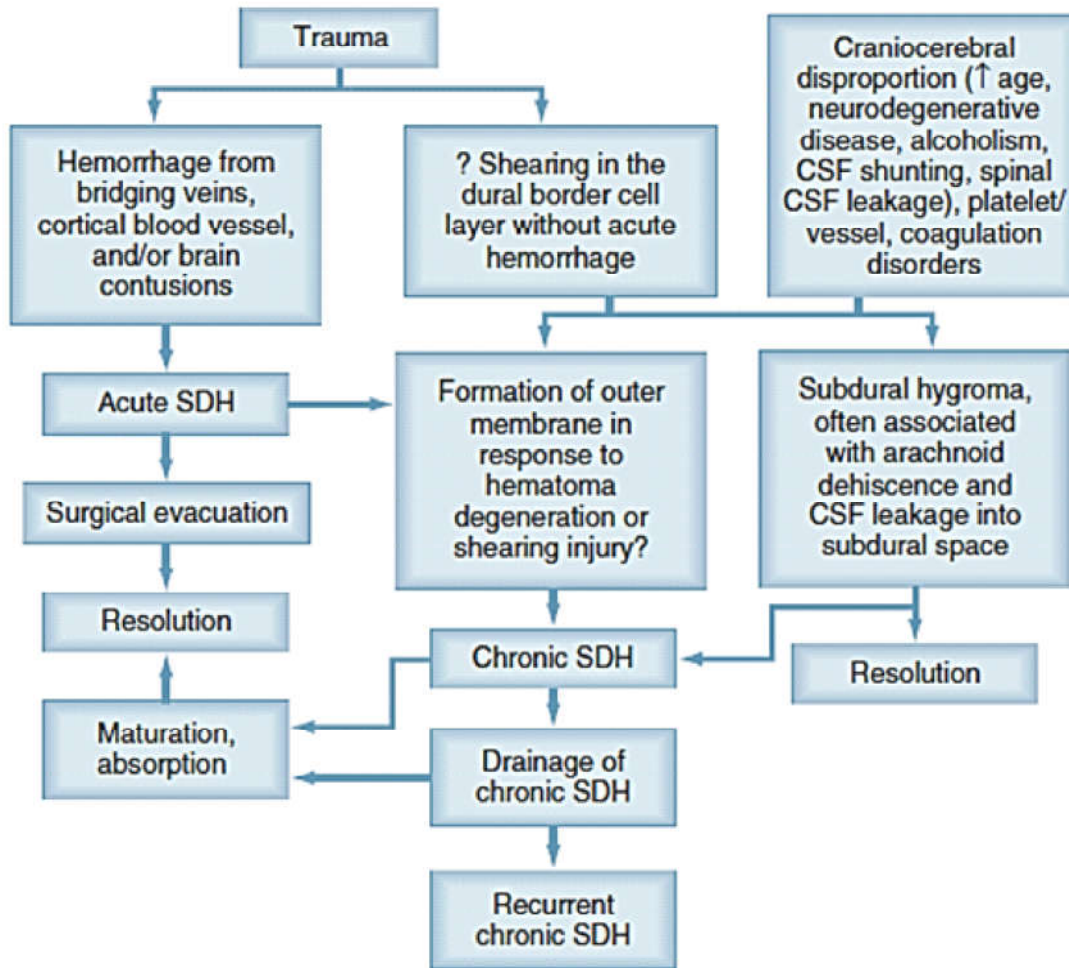 Trauma
Craniocerebral
disproportion (↑ age,
neurodegenerative
disease, alcoholism,
CSF shunting, spinal
CSF leakage), platelet/
vessel, coagulation
disorders
Hemorrhage from
bridging veins,
cortical blood vessel,
and/or brain
contusions
? Shearing in the
dural border cell
layer without acute
hemorrhage
Acute SDH
Formation of outer
membrane in
response to
hematoma
degeneration or
shearing injury?
Subdural hygroma,
often associated
with arachnoid
dehiscence and
CSF leakage into
subdural space
Surgical evacuation
Resolution
Chronic SDH
Resolution
Maturation,
absorption
Drainage of
chronic SDH
Recurrent
chronic SDH